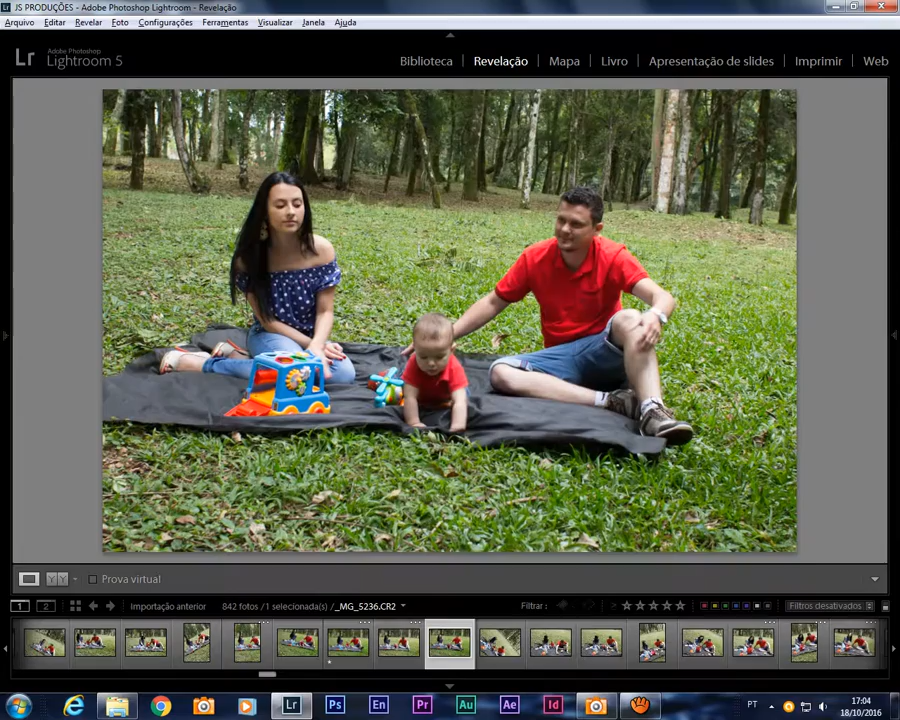 JS PRODUÇÕES - Adobe Photoshop Lightroom - Revelação
Arquivo Editar Revelar Foto Configurações Ferramentas Visualizar Janela Ajuda
Lr Adobe Photoshop
Lightroom 5
Biblioteca | Revelação | Mapa | Livro | Apresentação de slides | Imprimir | Web
YY Prova virtual
1 2 Importação anterior 842 fotos /1 selecionada(s) /_MG_5236.CR2 Filtrar : Filtros desativados
Lr Ps En Pr Au Ae Id PT 17:04
18/10/2016